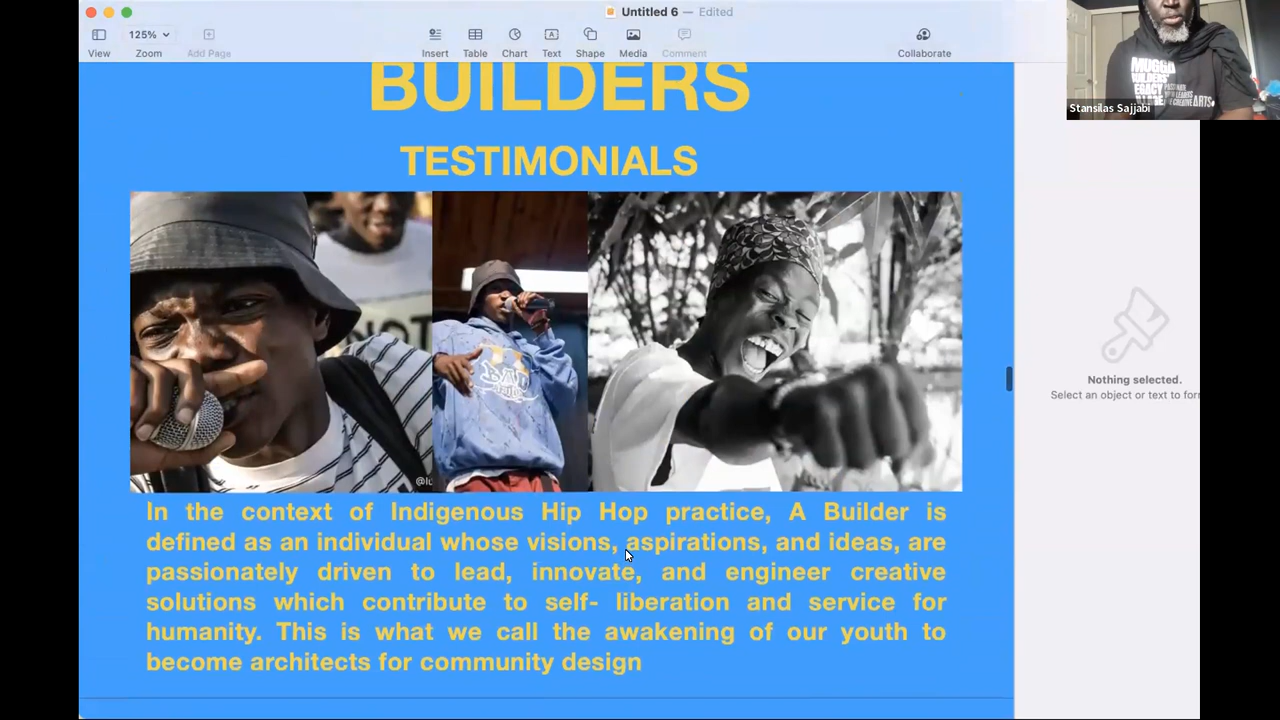 Untitled 6 — Edited
125%
View
Zoom
Add Page
Insert
Table
Chart
Text
Shape
Media
Comment
Collaborate
Stansilas Sajjabi
BUILDERS
TESTIMONIALS
In the context of Indigenous Hip Hop practice, A Builder is
defined as an individual whose visions, aspirations, and ideas, are
passionately driven to lead, innovate, and engineer creative
solutions which contribute to self- liberation and service for
humanity. This is what we call the awakening of our youth to
become architects for community design
Nothing selected.
Select an object or text to for